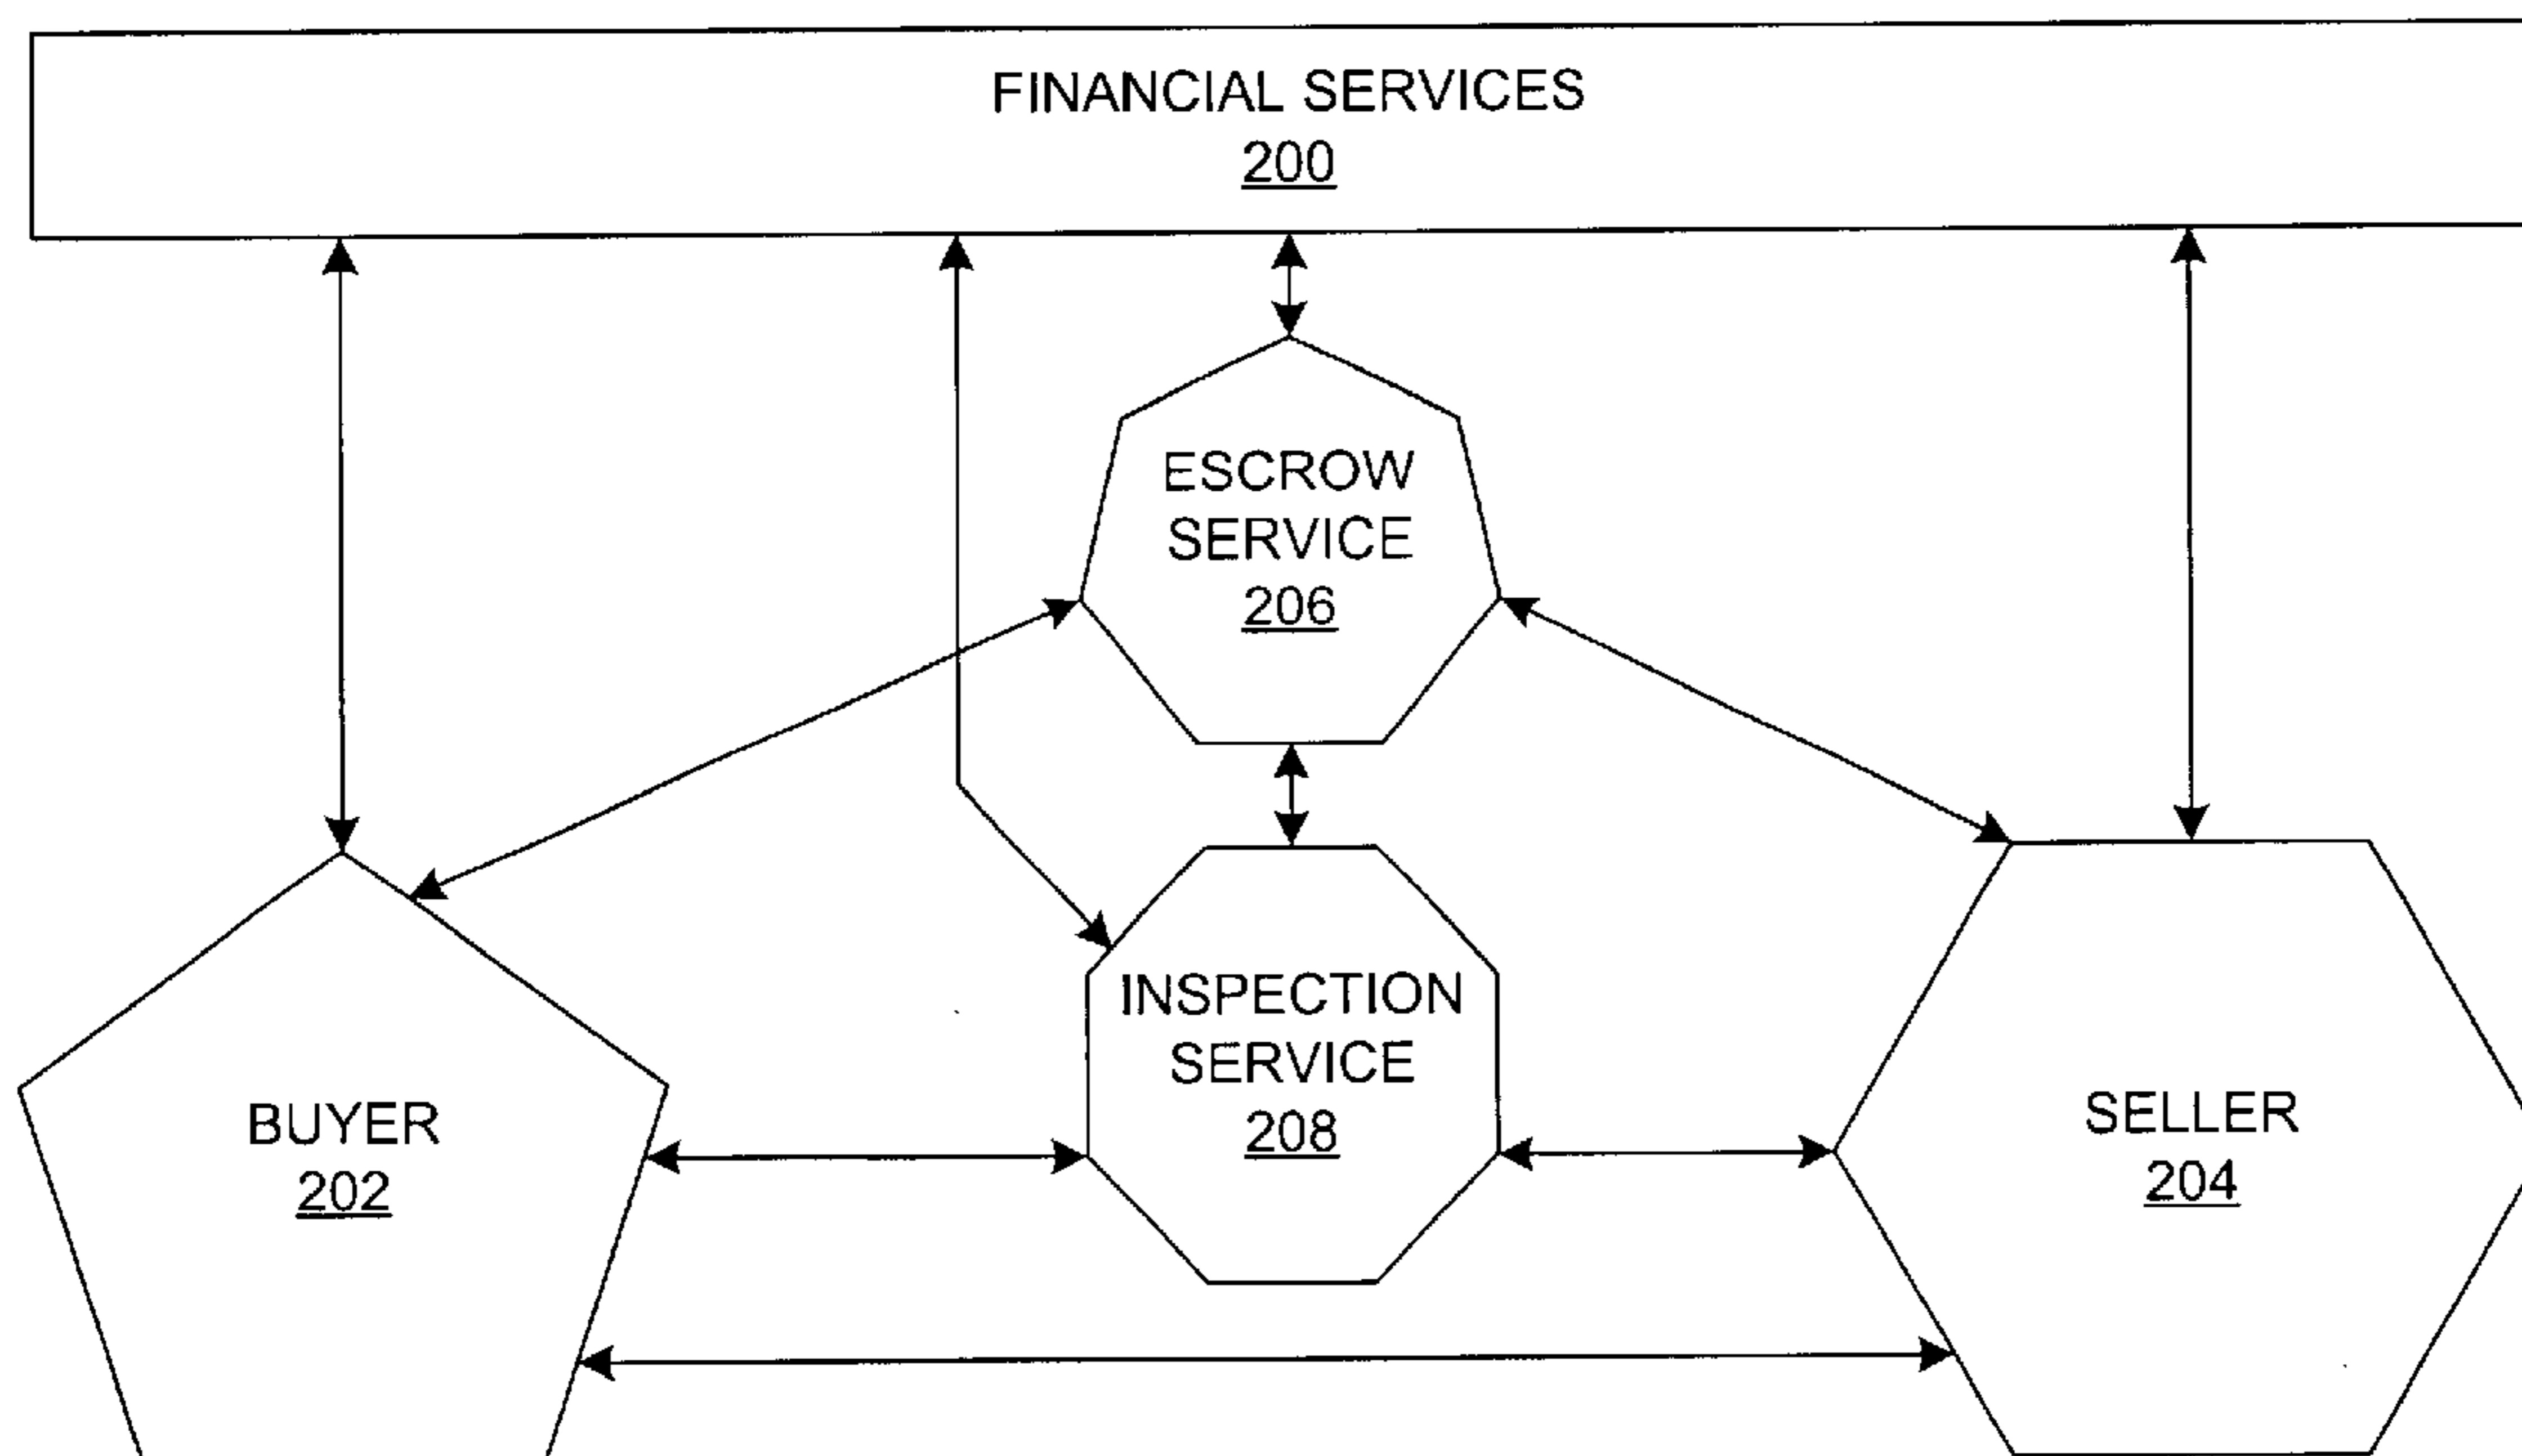 FINANCIAL SERVICES
200
ESCROW
SERVICE
206
INSPECTION
SERVICE
208
BUYER
202
SELLER
204